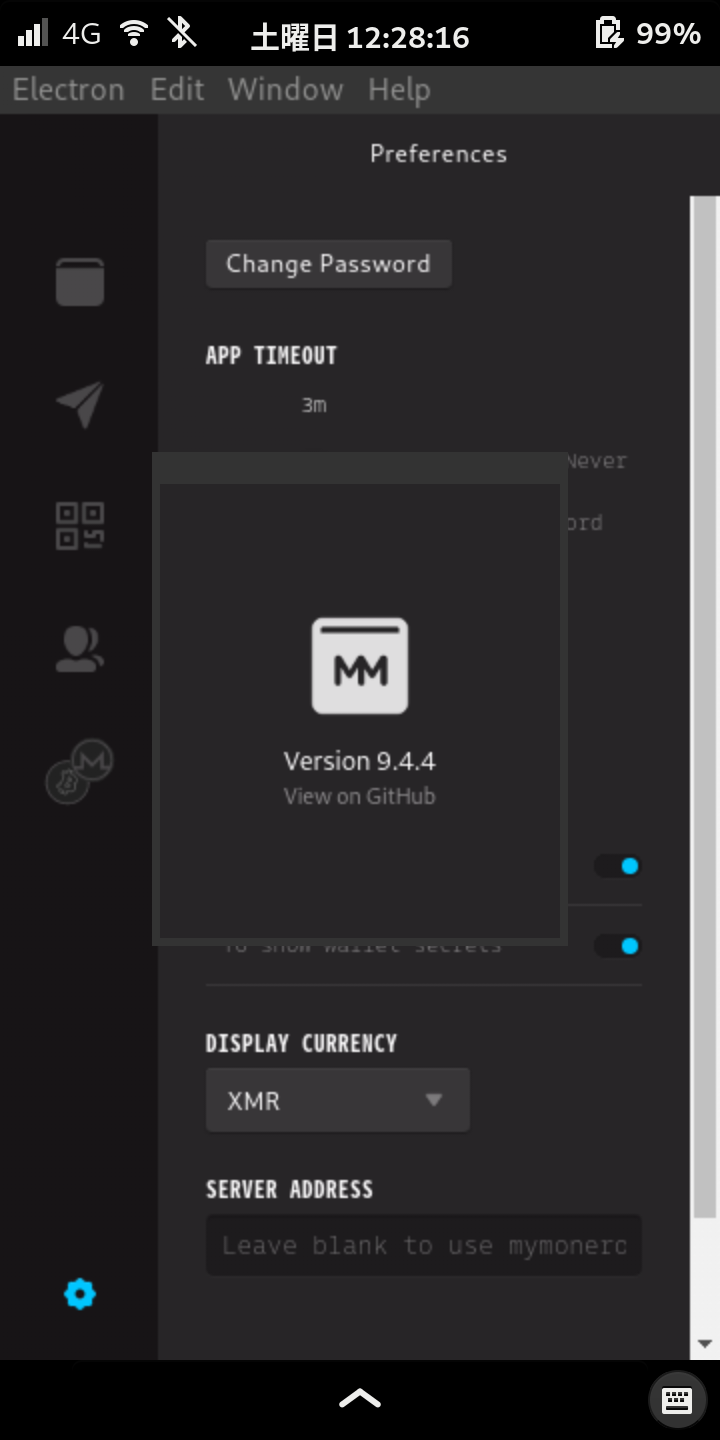 4G 土曜日 12:28:16 99%
Electron Edit Window Help
Preferences
Change Password
APP TIMEOUT
3m
Never
ord
Version 9.4.4
View on GitHub
To show wallet secrets
DISPLAY CURRENCY
XMR
SERVER ADDRESS
Leave blank to use mymonero